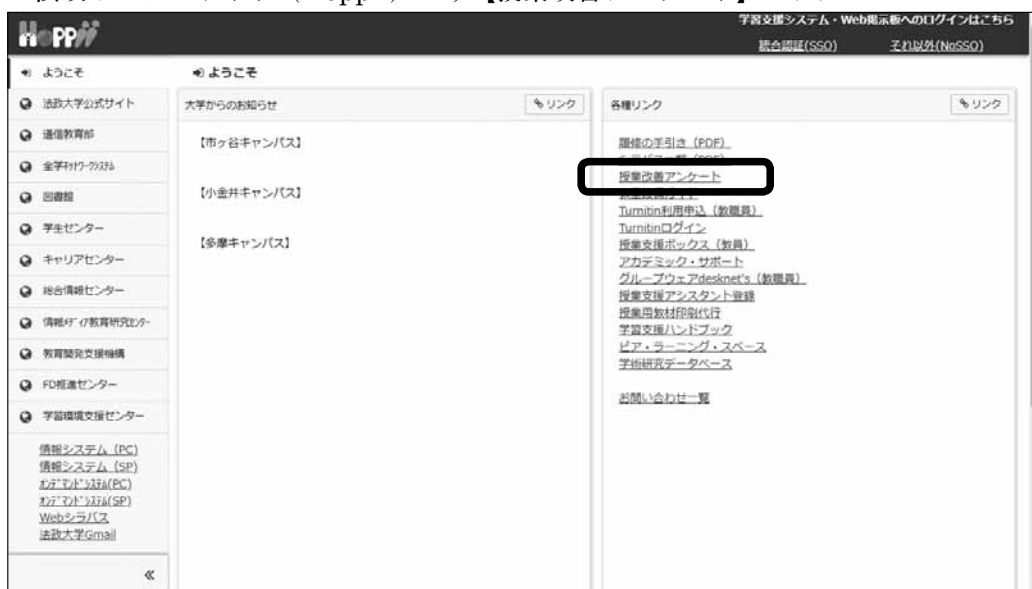 学習支援システム・Web掲示板へのログインはこちら
HoPPii
統合認証(SSO) それ以外(NoSSO)
ようこそ
ようこそ
法政大学公式サイト
通信教育部
全学ネットワークシステム
図書館
学生センター
キャリアセンター
総合情報センター
情報メディア教育研究センター
教育開発支援機構
FD推進センター
学習環境支援センター
情報システム (PC)
情報システム (SP)
オンデマンドシステム(PC)
オンデマンドシステム(SP)
Webシラバス
法政大学Gmail
«
大学からのお知らせ リンク
【市ヶ谷キャンパス】
【小金井キャンパス】
【多摩キャンパス】
各種リンク リンク
履修の手引き (PDF)
授業改善アンケート
Turnitin利用申込 (教職員)
Turnitinログイン
授業支援ボックス (教員)
アカデミック・サポート
グループウェアdesknet's (教職員)
授業支援アシスタント登録
授業用教材印刷代行
学習支援ハンドブック
ピア・ラーニング・スペース
学術研究データベース
お問い合わせ一覧